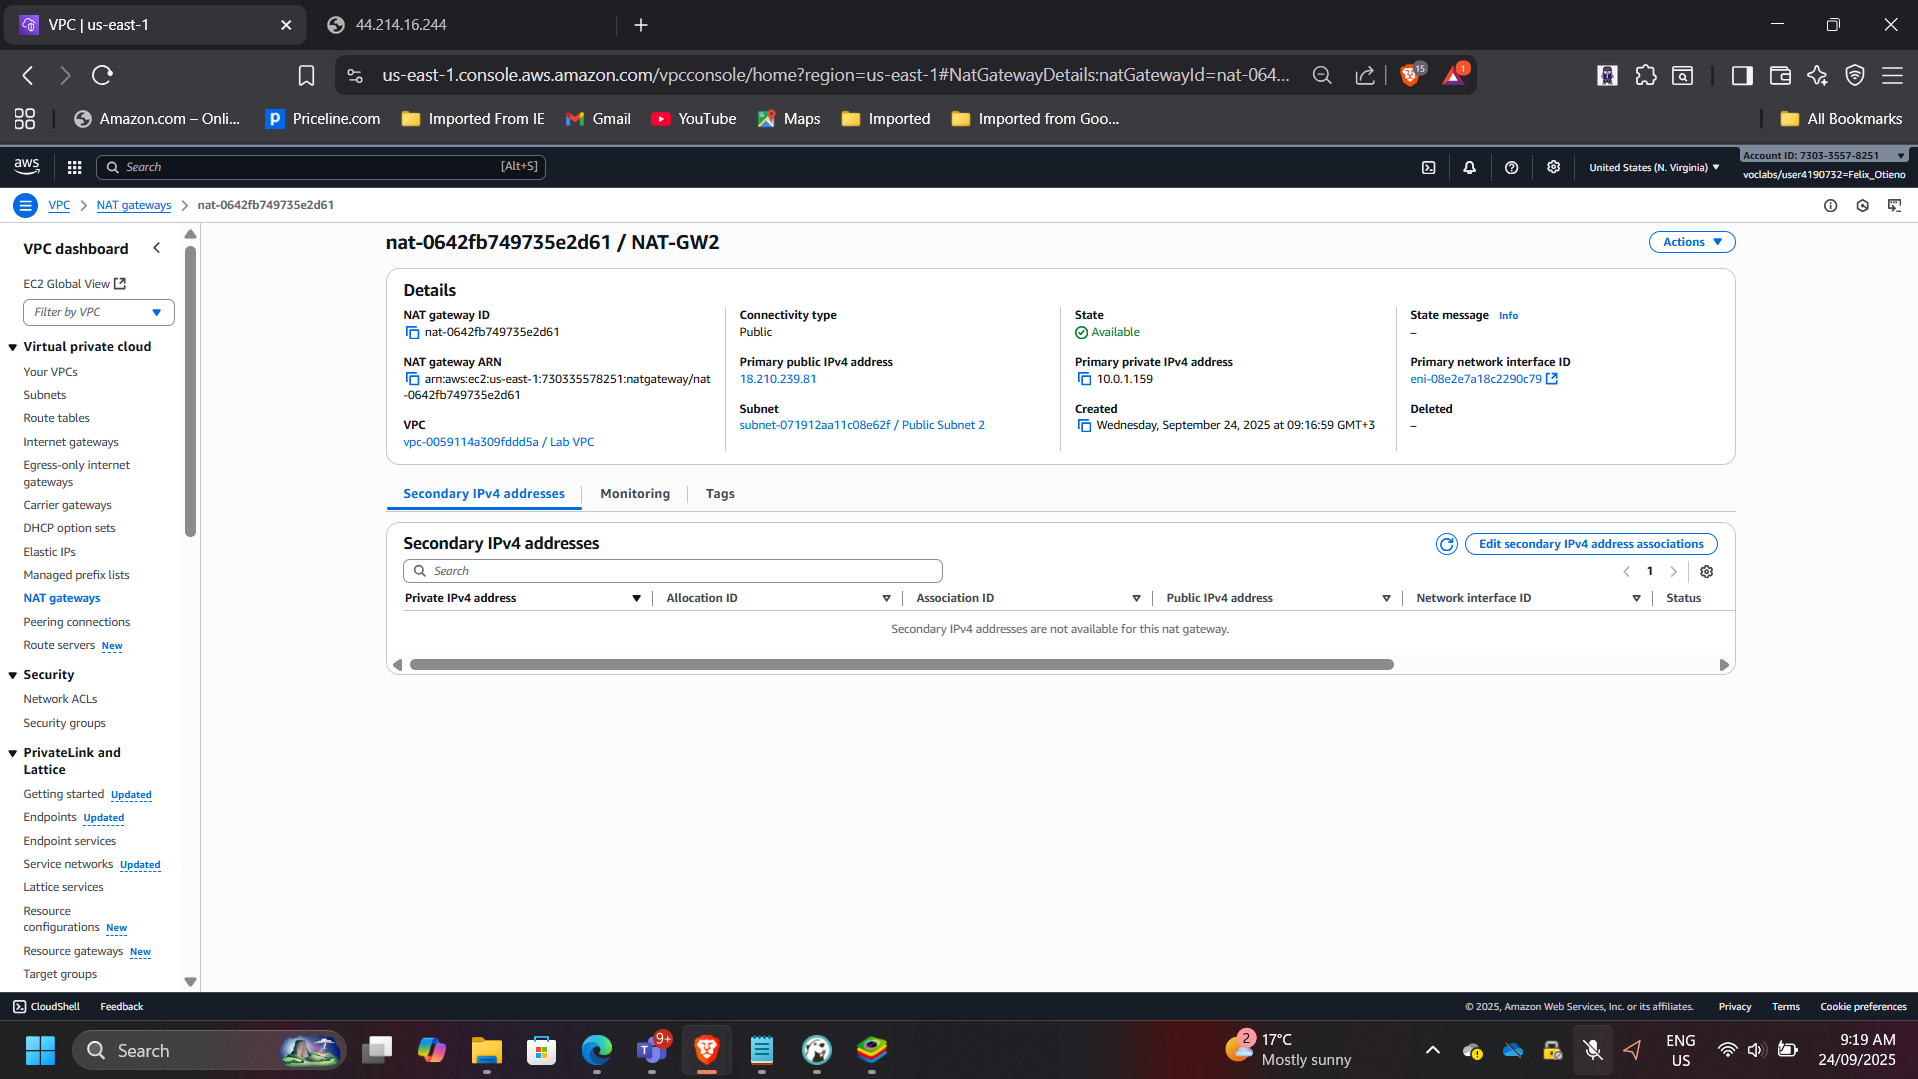 VPC | us-east-1
44.214.16.244
us-east-1.console.aws.amazon.com/vpcconsole/home?region=us-east-1#NatGatewayDetails:natGatewayId=nat-064...
15
1
Amazon.com – Onli...
Priceline.com
Imported From IE
Gmail
YouTube
Maps
Imported
Imported from Goo...
All Bookmarks
aws
Search
[Alt+S]
United States (N. Virginia)
Account ID: 7303-3557-8251
voclabs/user4190732=Felix_Otieno
VPC
NAT gateways
nat-0642fb749735e2d61
VPC dashboard
EC2 Global View
Filter by VPC
Virtual private cloud
Your VPCs
Subnets
Route tables
Internet gateways
Egress-only internet
gateways
Carrier gateways
DHCP option sets
Elastic IPs
Managed prefix lists
NAT gateways
Peering connections
Route servers New
Security
Network ACLs
Security groups
PrivateLink and
Lattice
Getting started Updated
Endpoints Updated
Endpoint services
Service networks Updated
Lattice services
Resource
configurations New
Resource gateways New
Target groups
nat-0642fb749735e2d61 / NAT-GW2
Actions
Details
NAT gateway ID
nat-0642fb749735e2d61
NAT gateway ARN
arn:aws:ec2:us-east-1:730335578251:natgateway/nat
-0642fb749735e2d61
VPC
vpc-0059114a309fddd5a / Lab VPC
Connectivity type
Public
Primary public IPv4 address
18.210.239.81
Subnet
subnet-071912aa11c08e62f / Public Subnet 2
State
Available
Primary private IPv4 address
10.0.1.159
Created
Wednesday, September 24, 2025 at 09:16:59 GMT+3
State message Info
–
Primary network interface ID
eni-08e2e7a18c2290c79
Deleted
–
Secondary IPv4 addresses
Monitoring
Tags
Secondary IPv4 addresses
Edit secondary IPv4 address associations
Search
1
Private IPv4 address
Allocation ID
Association ID
Public IPv4 address
Network interface ID
Status
Secondary IPv4 addresses are not available for this nat gateway.
CloudShell
Feedback
© 2025, Amazon Web Services, Inc. or its affiliates.
Privacy
Terms
Cookie preferences
Search
9+
2
17°C
Mostly sunny
ENG
US
9:19 AM
24/09/2025